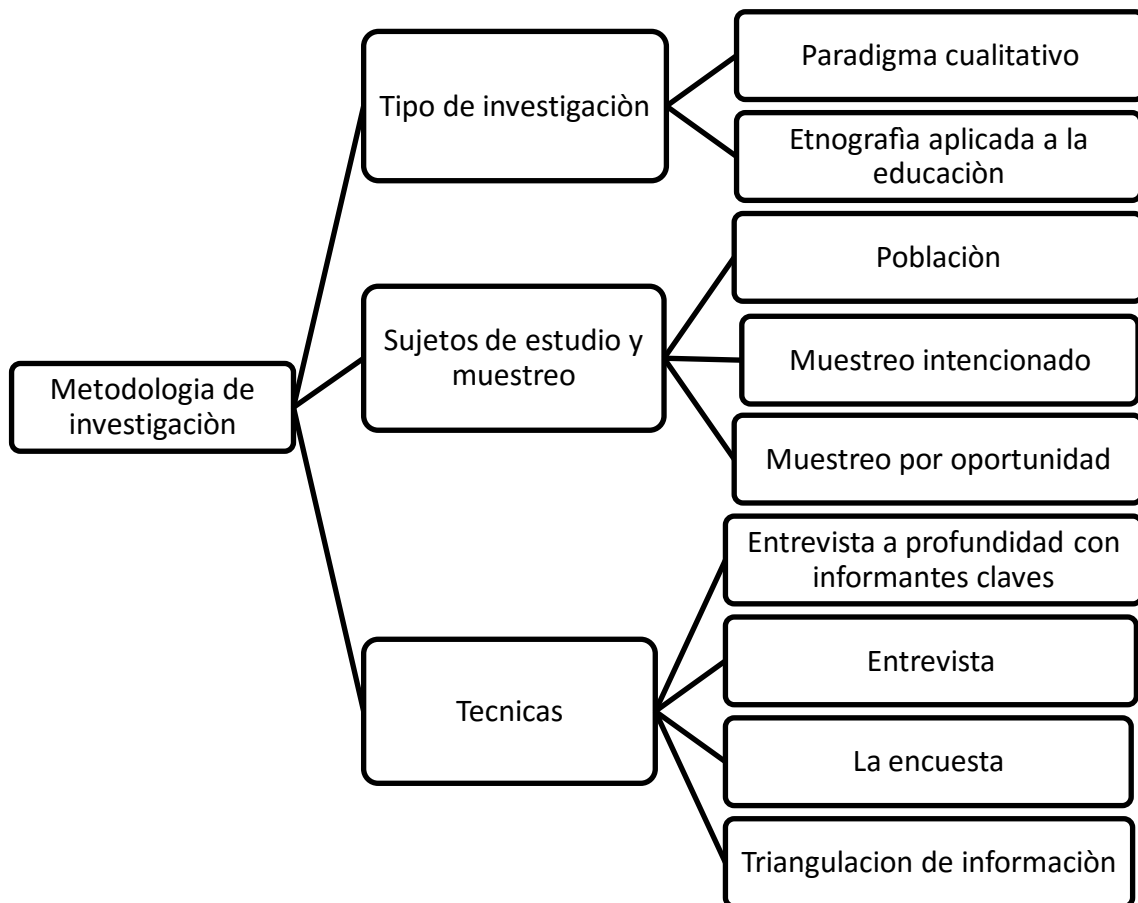 Metodologia de
investigaciòn
Tipo de investigaciòn
Paradigma cualitativo
Etnografìa aplicada a la
educaciòn
Sujetos de estudio y
muestreo
Poblaciòn
Muestreo intencionado
Muestreo por oportunidad
Tecnicas
Entrevista a profundidad con
informantes claves
Entrevista
La encuesta
Triangulacion de informaciòn